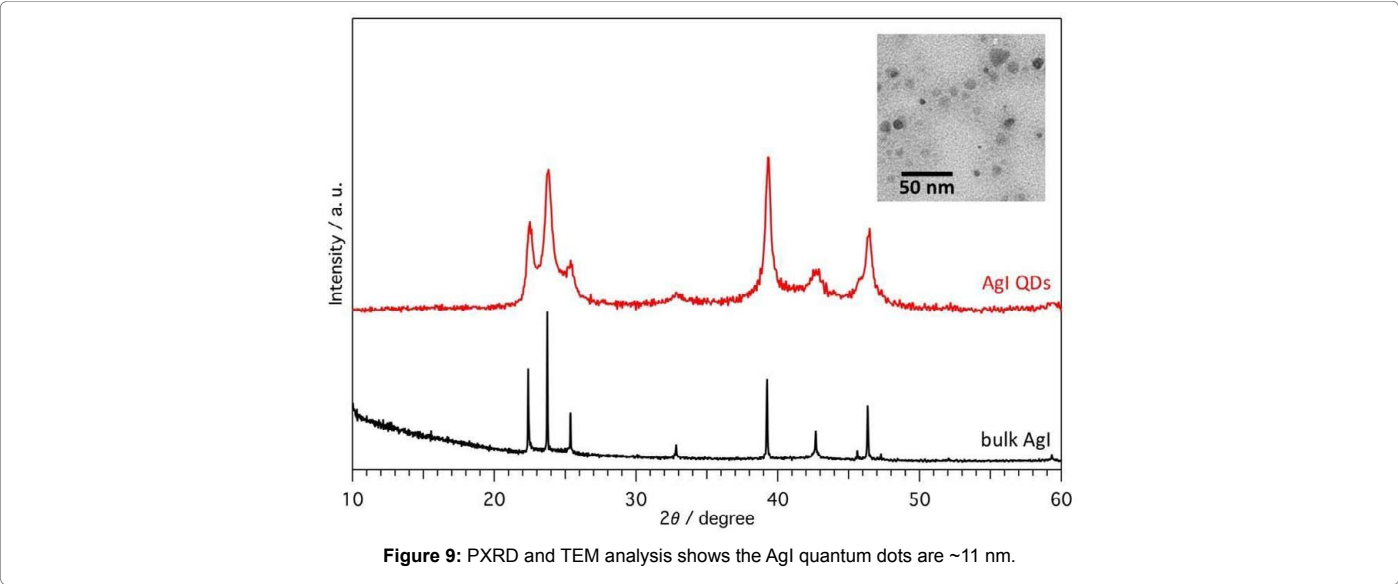 50 nm
Intensity / a. u.
AgI QDs
bulk AgI
10 20 30 40 50 60
2θ / degree
Figure 9: PXRD and TEM analysis shows the AgI quantum dots are ~11 nm.